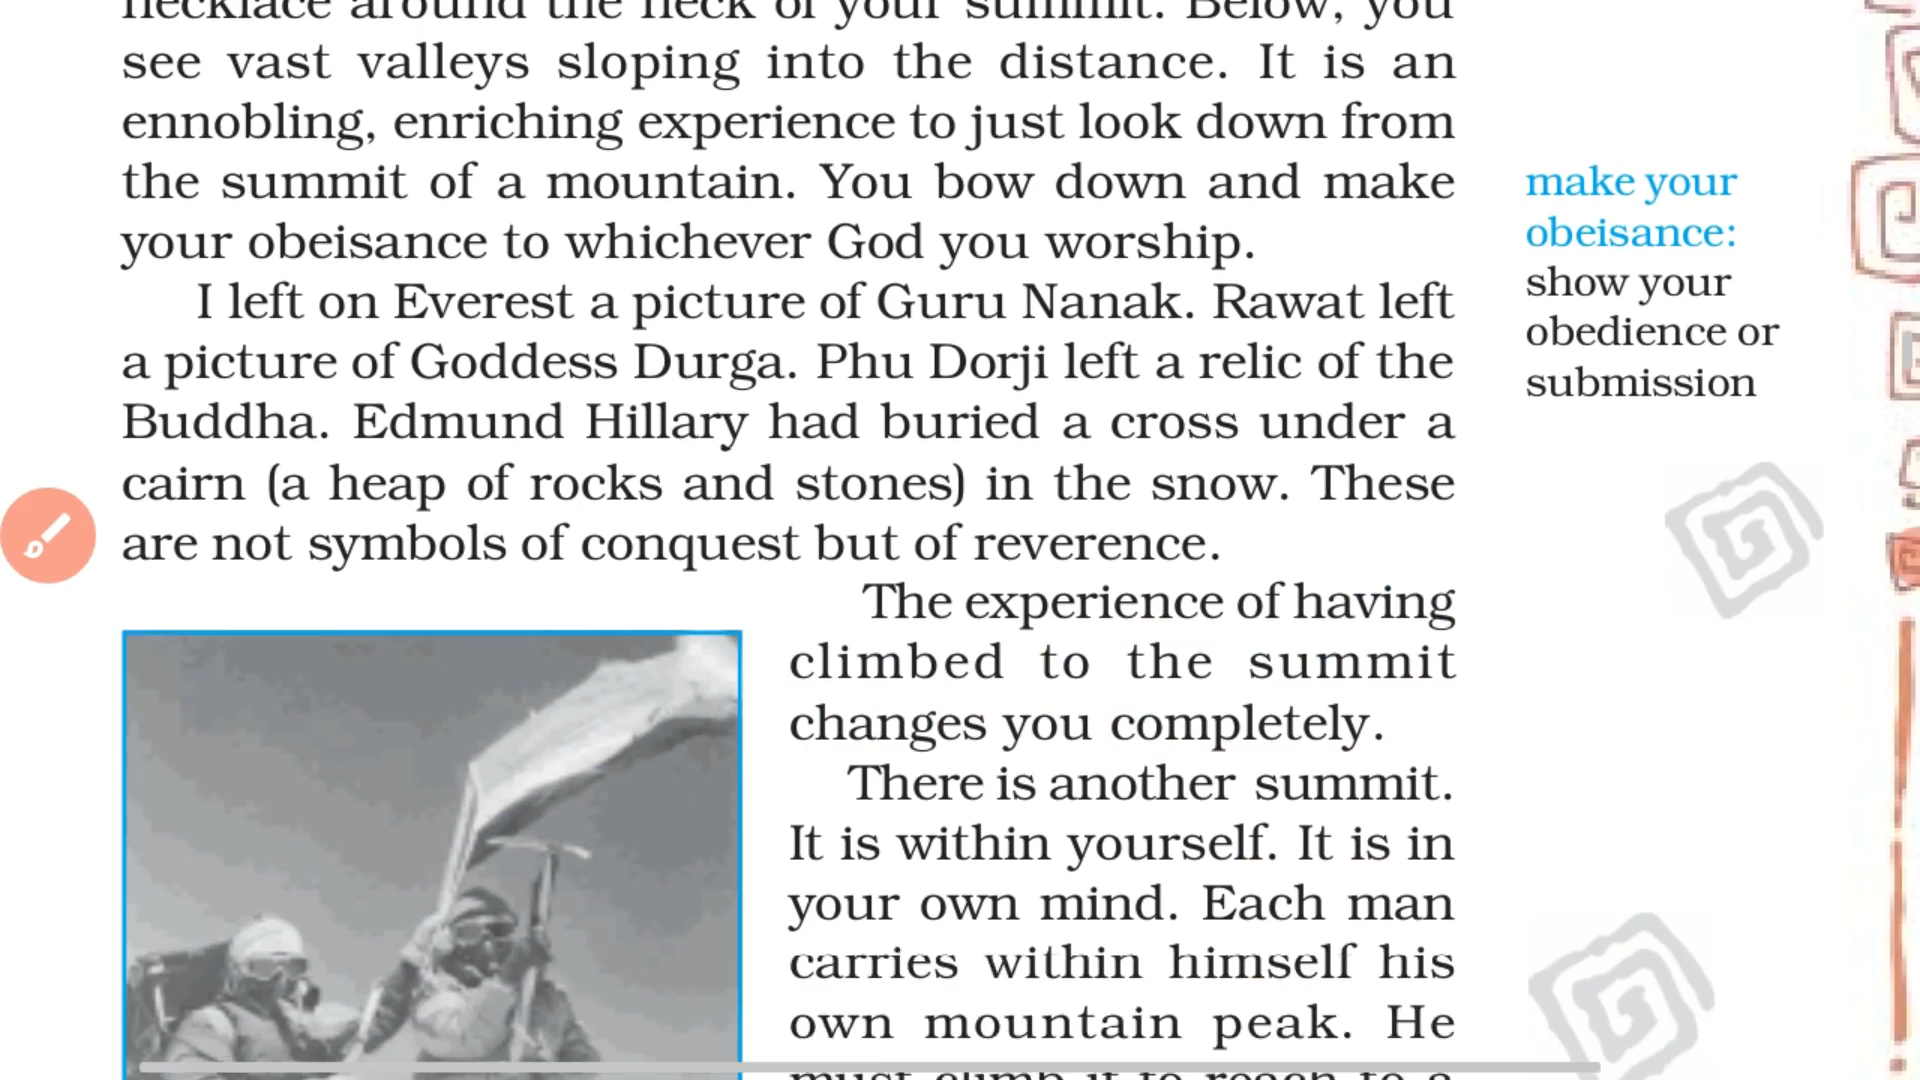 necklace around the neck of your summit. Below, you
see vast valleys sloping into the distance. It is an
ennobling, enriching experience to just look down from
the summit of a mountain. You bow down and make
your obeisance to whichever God you worship.
I left on Everest a picture of Guru Nanak. Rawat left
a picture of Goddess Durga. Phu Dorji left a relic of the
Buddha. Edmund Hillary had buried a cross under a
cairn (a heap of rocks and stones) in the snow. These
are not symbols of conquest but of reverence.
The experience of having
climbed to the summit
changes you completely.
There is another summit.
It is within yourself. It is in
your own mind. Each man
carries within himself his
own mountain peak. He
must climb it to reach to a
make your
obeisance:
show your
obedience or
submission